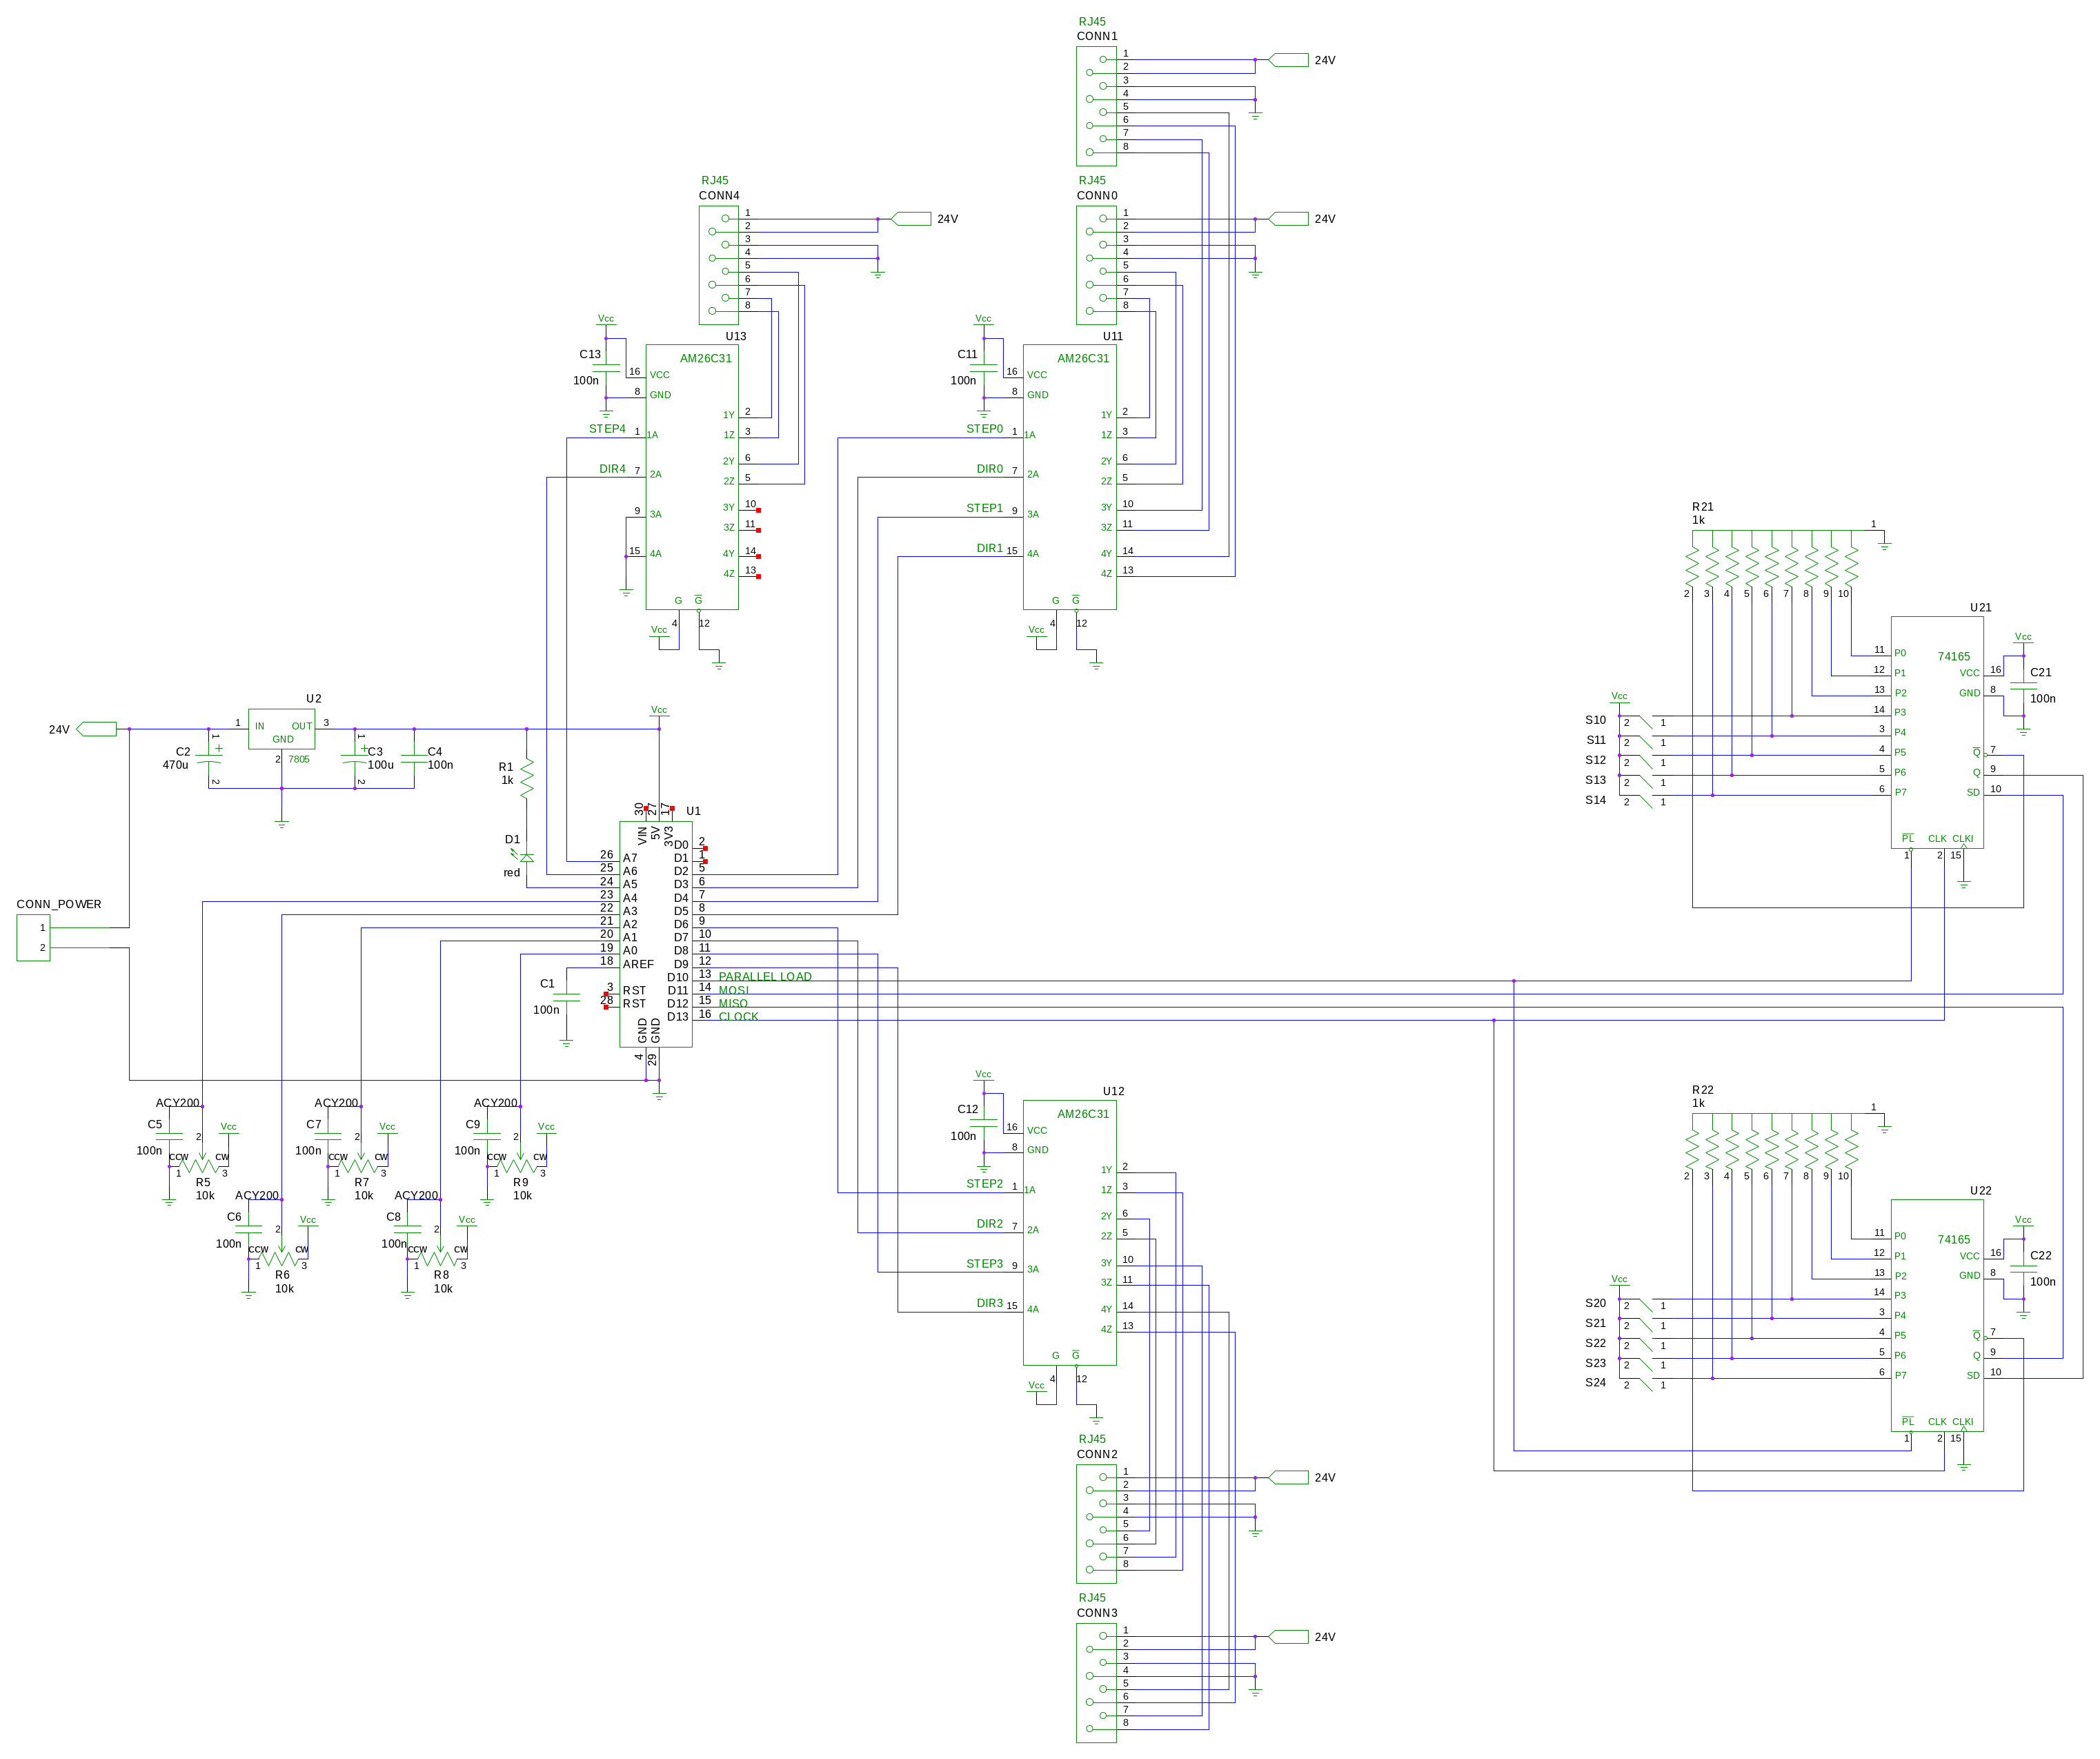 RJ45
CONN1
1
2
3
4
5
6
7
8
24V
RJ45
CONN4
1
2
3
4
5
6
7
8
24V
RJ45
CONN0
1
2
3
4
5
6
7
8
24V
Vcc
C13
100n
U13
AM26C31
16 VCC
8 GND
1Y 2
STEP4 1 1A
1Z 3
2Y 6
DIR4 7 2A
2Z 5
3Y 10
9 3A
3Z 11
4Y 14
15 4A
4Z 13
G G
4 12
Vcc
Vcc
C11
100n
U11
AM26C31
16 VCC
8 GND
1Y 2
STEP0 1 1A
1Z 3
2Y 6
DIR0 7 2A
2Z 5
3Y 10
STEP1 9 3A
3Z 11
4Y 14
DIR1 15 4A
4Z 13
G G
4 12
Vcc
R21
1k
1
2 3 4 5 6 7 8 9 10
U21
74165
Vcc
C21
100n
11 P0
12 P1
13 P2
14 P3
3 P4
4 P5
5 P6
6 P7
VCC 16
GND 8
Q 7
Q 9
SD 10
PL CLK CLKI
1 2 15
Vcc
S10 2 1
S11 2 1
S12 2 1
S13 2 1
S14 2 1
24V
U2
1 IN OUT 3
GND
2 7805
C2
470u
1 + 2
C3
100u
1 + 2
C4
100n
Vcc
R1
1k
D1
red
CONN_POWER
1
2
U1
30 27 17
VIN 5V 3V3
26 A7
25 A6
24 A5
23 A4
22 A3
21 A2
20 A1
19 A0
18 AREF
3 RST
28 RST
GND GND
4 29
D0 2
D1 1
D2 5
D3 6
D4 7
D5 8
D6 9
D7 10
D8 11
D9 12
D10 13 PARALLEL LOAD
D11 14 MOSI
D12 15 MISO
D13 16 CLOCK
C1
100n
ACY200
C5
100n
2
Vcc
CCW CW
1 3
R5
10k
ACY200
C7
100n
2
Vcc
CCW CW
1 3
R7
10k
ACY200
C9
100n
2
Vcc
CCW CW
1 3
R9
10k
ACY200
C6
100n
2
Vcc
CCW CW
1 3
R6
10k
ACY200
C8
100n
2
Vcc
CCW CW
1 3
R8
10k
Vcc
C12
100n
U12
AM26C31
16 VCC
8 GND
1Y 2
STEP2 1 1A
1Z 3
2Y 6
DIR2 7 2A
2Z 5
3Y 10
STEP3 9 3A
3Z 11
4Y 14
DIR3 15 4A
4Z 13
G G
4 12
Vcc
R22
1k
1
2 3 4 5 6 7 8 9 10
U22
74165
Vcc
C22
100n
11 P0
12 P1
13 P2
14 P3
3 P4
4 P5
5 P6
6 P7
VCC 16
GND 8
Q 7
Q 9
SD 10
PL CLK CLKI
1 2 15
Vcc
S20 2 1
S21 2 1
S22 2 1
S23 2 1
S24 2 1
RJ45
CONN2
1
2
3
4
5
6
7
8
24V
RJ45
CONN3
1
2
3
4
5
6
7
8
24V